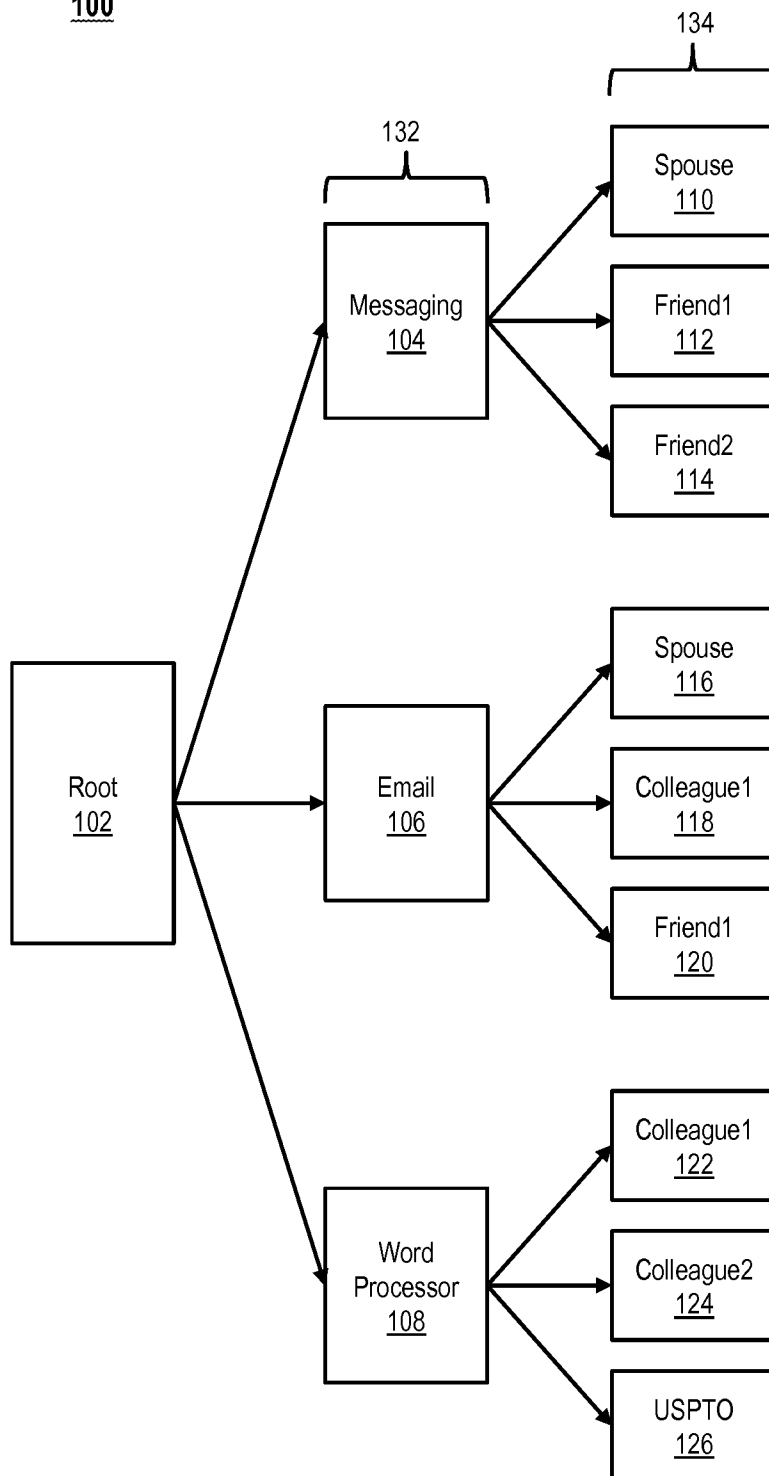 100
134
132
Spouse
110
Messaging
104
Friend1
112
Friend2
114
Spouse
116
Root
102
Email
106
Colleague1
118
Friend1
120
Colleague1
122
Word
Processor
108
Colleague2
124
USPTO
126